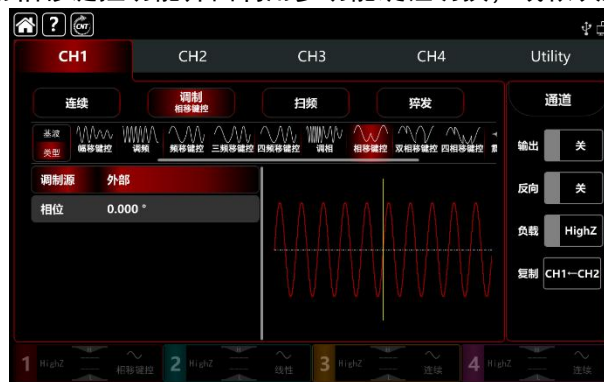 ? CNT
CH1 CH2 CH3 CH4 Utility
连续 调制 扫频 猝发 通道
相移键控
基波
类型 幅移键控 调频 频移键控 三频移键控 四频移键控 调相 相移键控 双相移键控 四相移键控
输出 关
调制源 外部
反向 关
相位 0.000 °
负载 HighZ
复制 CH1←CH2
1 HighZ 相移键控 2 HighZ 线性 3 HighZ 连续 4 HighZ 连续